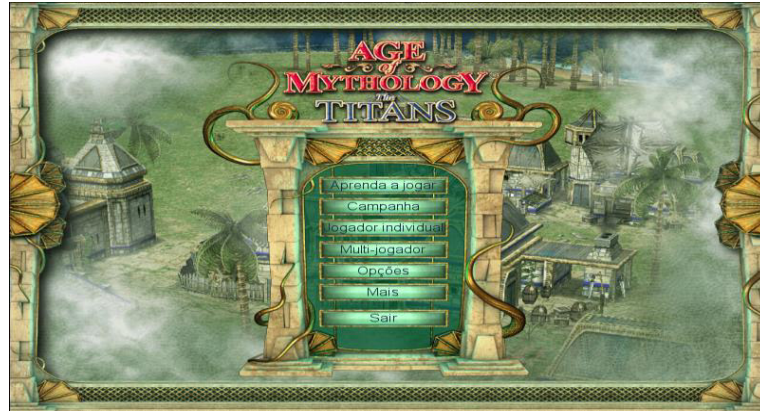 AGE
of
MYTHOLOGY
The
TITANS
Aprenda a jogar
Campanha
Jogador individual
Multi-jogador
Opções
Mais
Sair